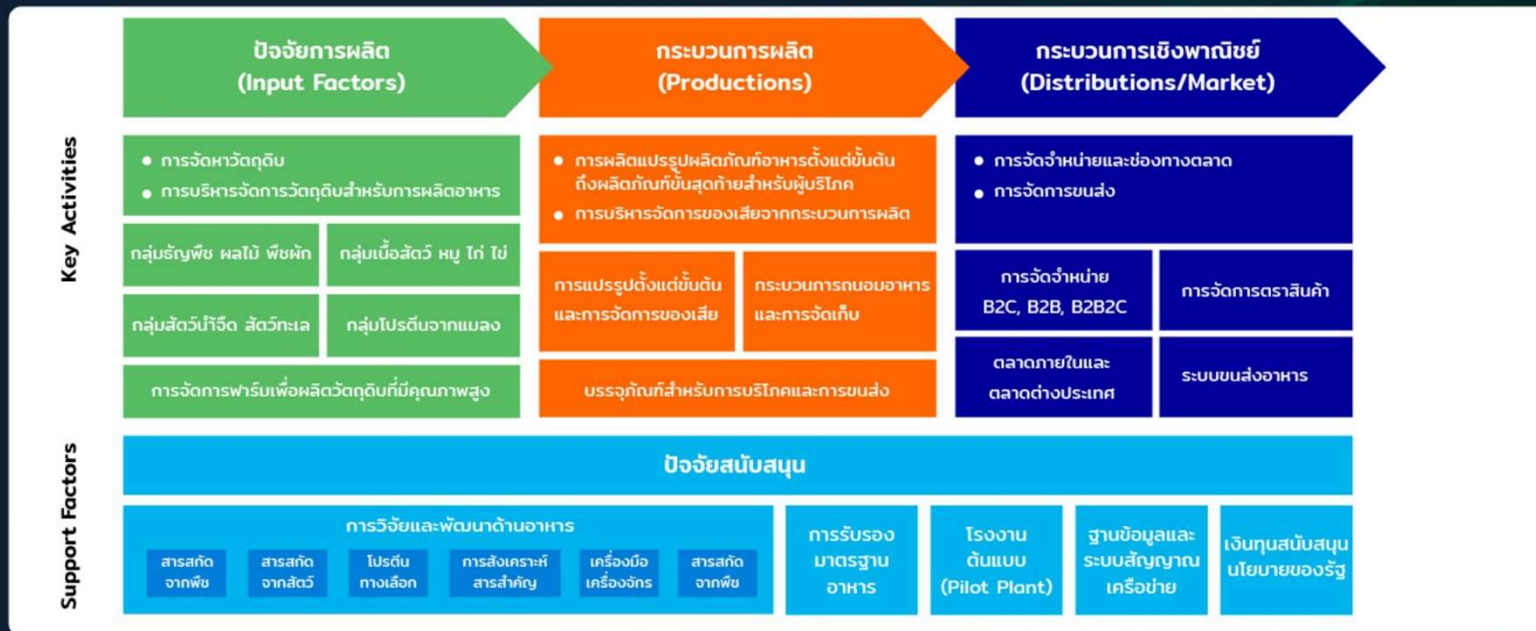 ปัจจัยการผลิต
(Input Factors)
กระบวนการผลิต
(Productions)
กระบวนการเชิงพาณิชย์
(Distributions/Market)
Key Activities
• การจัดหาวัตถุดิบ
• การบริหารจัดการวัตถุดิบสำหรับการผลิตอาหาร
กลุ่มธัญพืช ผลไม้ พืชผัก
กลุ่มเนื้อสัตว์ หมู ไก่ ไข่
กลุ่มสัตว์น้ำจืด สัตว์ทะเล
กลุ่มโปรตีนจากแมลง
การจัดการฟาร์มเพื่อผลิตวัตถุดิบที่มีคุณภาพสูง
• การผลิตแปรรูปผลิตภัณฑ์อาหารตั้งแต่ขั้นต้น
ถึงผลิตภัณฑ์ขั้นสุดท้ายสำหรับผู้บริโภค
• การบริหารจัดการของเสียจากกระบวนการผลิต
การแปรรูปตั้งแต่ขั้นต้น
และการจัดการของเสีย
กระบวนการถนอมอาหาร
และการจัดเก็บ
บรรจุภัณฑ์สำหรับการบริโภคและการขนส่ง
• การจัดจำหน่ายและช่องทางตลาด
• การจัดการขนส่ง
การจัดจำหน่าย
B2C, B2B, B2B2C
การจัดการตราสินค้า
ตลาดภายในและ
ตลาดต่างประเทศ
ระบบขนส่งอาหาร
Support Factors
ปัจจัยสนับสนุน
การวิจัยและพัฒนาด้านอาหาร
สารสกัด
จากพืช
สารสกัด
จากสัตว์
โปรตีน
ทางเลือก
การสังเคราะห์
สารสำคัญ
เครื่องมือ
เครื่องจักร
สารสกัด
จากพืช
การรับรอง
มาตรฐาน
อาหาร
โรงงาน
ต้นแบบ
(Pilot Plant)
ฐานข้อมูลและ
ระบบสัญญาณ
เครือข่าย
เงินทุนสนับสนุน
นโยบายของรัฐ